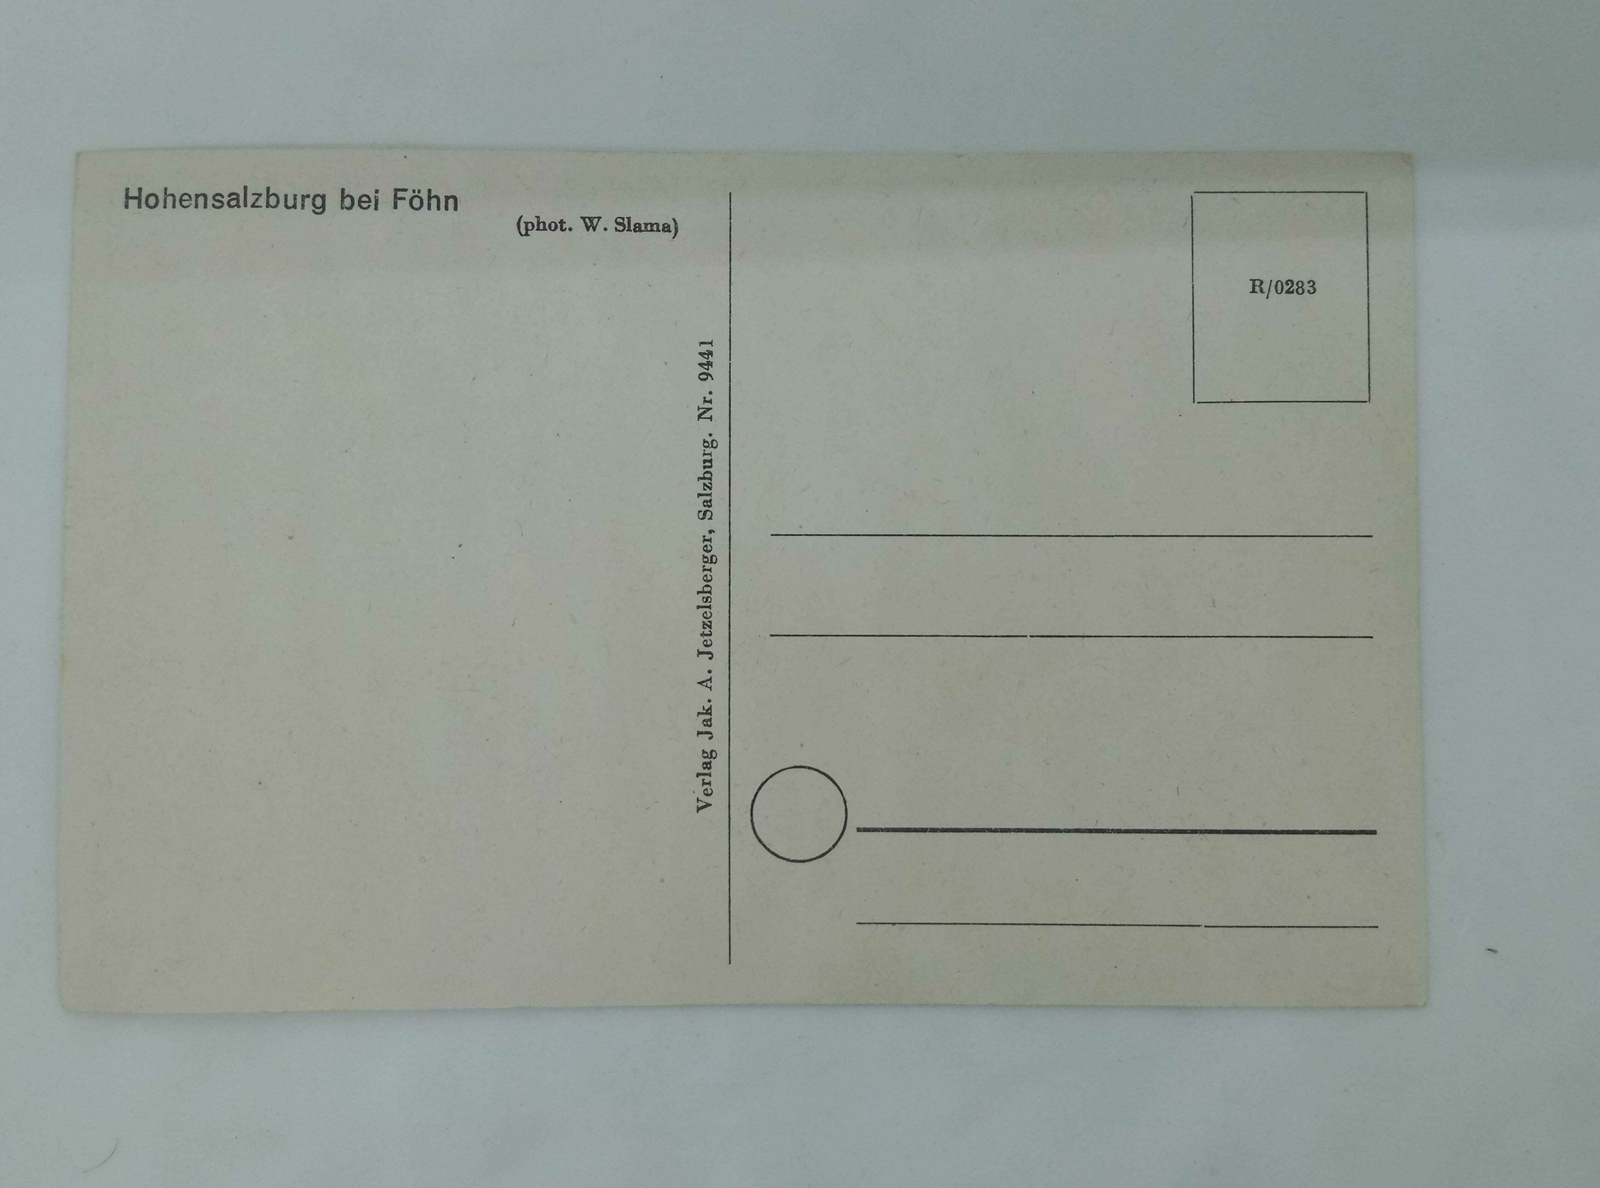 Hohensalzburg bei Föhn
(phot. W. Slama)
Verlag Jak. A. Jetzelsberger, Salzburg. Nr. 9441
R/0283